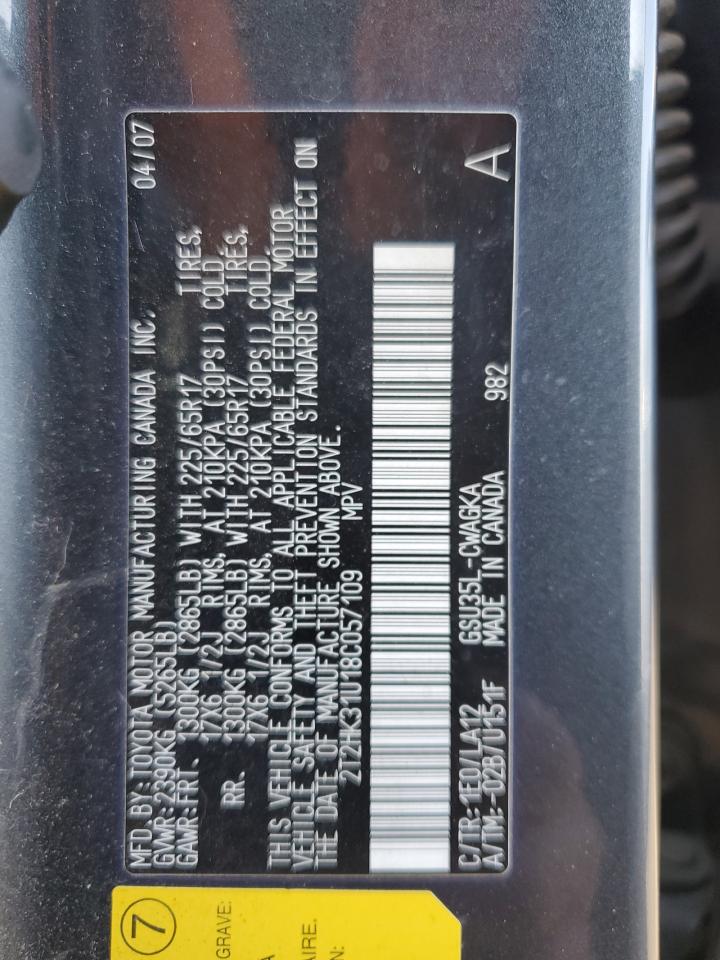 MFD.BY:TOYOTA MOTOR MANUFACTURING CANADA INC. 04/07
GVWR:2390KG (5265LB)
GAWR:FRT. 1300KG (2865LB) WITH 225/65R17 TIRES,
17X6 1/2J RIMS, AT 210KPA (30PSI) COLD.
RR. 1300KG (2865LB) WITH 225/65R17 TIRES,
17X6 1/2J RIMS, AT 210KPA (30PSI) COLD.
THIS VEHICLE CONFORMS TO ALL APPLICABLE FEDERAL MOTOR
VEHICLE SAFETY AND THEFT PREVENTION STANDARDS IN EFFECT ON
THE DATE OF MANUFACTURE SHOWN ABOVE.
2T2HK31U18C057109 MPV
C/TR:1E0/LA12 GSU35L-CWAGKA 982 A
A/TM:-02B/U151F MADE IN CANADA
7
GRAVE:
AIRE.